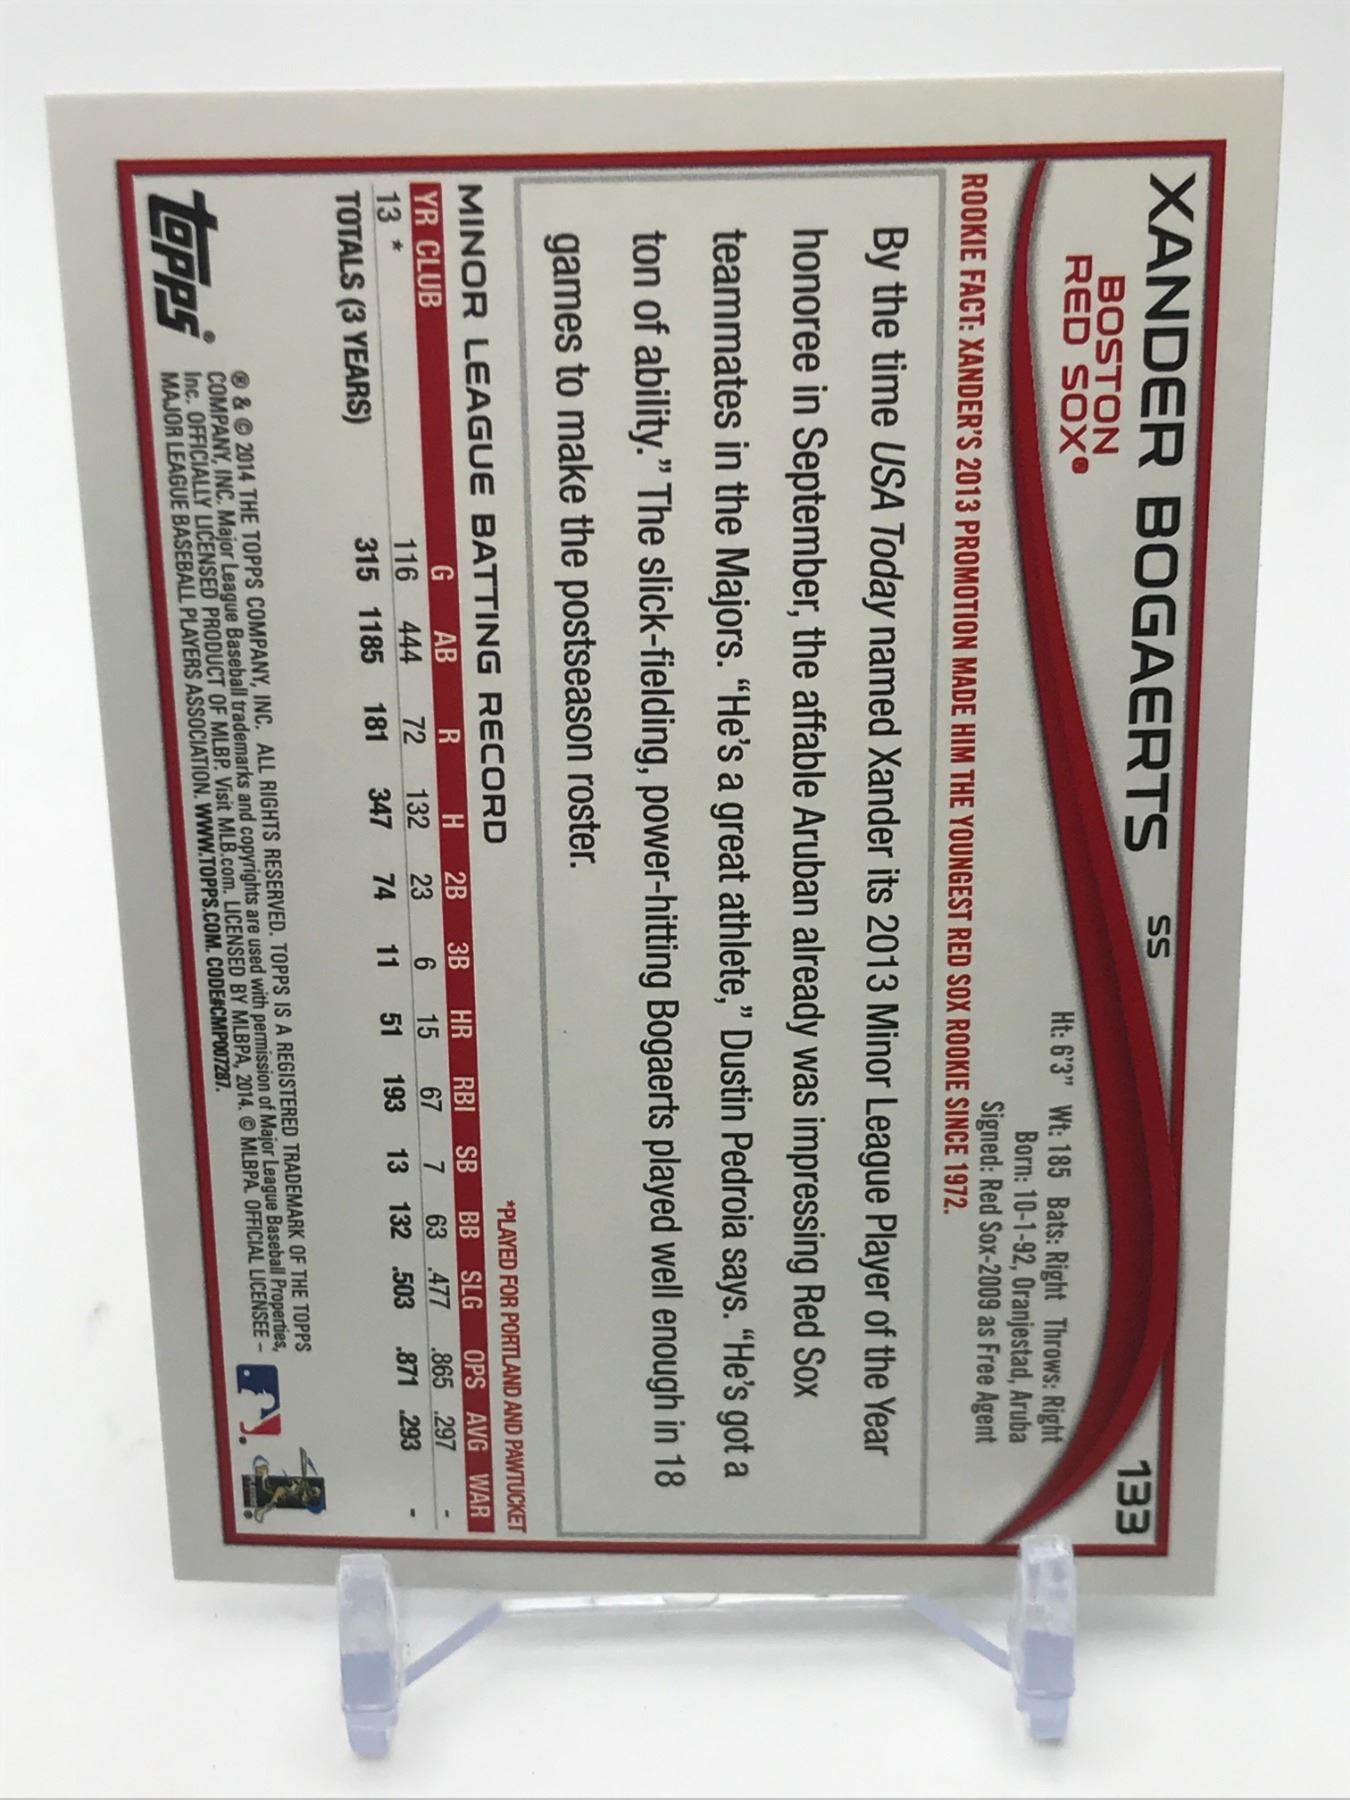 XANDER BOGAERTS SS 133
BOSTON
RED SOX®
Ht: 6'3" Wt: 185 Bats: Right Throws: Right
Born: 10-1-92, Oranjestad, Aruba
Signed: Red Sox-2009 as Free Agent
ROOKIE FACT: XANDER'S 2013 PROMOTION MADE HIM THE YOUNGEST RED SOX ROOKIE SINCE 1972.
By the time USA Today named Xander its 2013 Minor League Player of the Year
honoree in September, the affable Aruban already was impressing Red Sox
teammates in the Majors. “He's a great athlete,” Dustin Pedroia says. “He's got a
ton of ability.” The slick-fielding, power-hitting Bogaerts played well enough in 18
games to make the postseason roster.
MINOR LEAGUE BATTING RECORD *PLAYED FOR PORTLAND AND PAWTUCKET
YR CLUB G AB R H 2B 3B HR RBI SB BB SLG OPS AVG WAR
13 * 116 444 72 132 23 6 15 67 7 63 .477 .865 .297 -
TOTALS (3 YEARS) 315 1185 181 347 74 11 51 193 13 132 .503 .871 .293 -
topps®
® & © 2014 THE TOPPS COMPANY, INC. ALL RIGHTS RESERVED. TOPPS IS A REGISTERED TRADEMARK OF THE TOPPS
COMPANY, INC. Major League Baseball trademarks and copyrights are used with permission of Major League Baseball Properties,
Inc. OFFICIALLY LICENSED PRODUCT OF MLBP. Visit MLB.com. LICENSED BY MLBPA, 2014. © MLBPA. OFFICIAL LICENSEE –
MAJOR LEAGUE BASEBALL PLAYERS ASSOCIATION. WWW.TOPPS.COM. CODE#CMP007287.